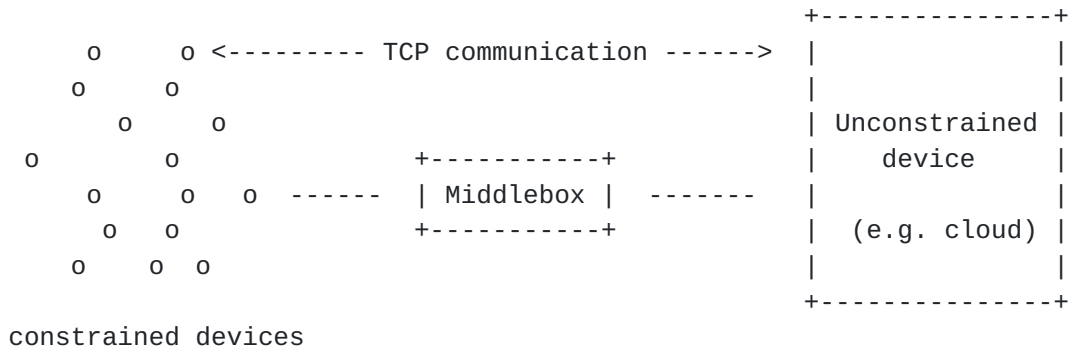 +---------------+
o o <--------- TCP communication ------> | |
o o | |
o o | Unconstrained |
o o +-----------+ | device |
o o o ------ | Middlebox | ------- | |
o o +-----------+ | (e.g. cloud) |
o o o | |
+---------------+
constrained devices